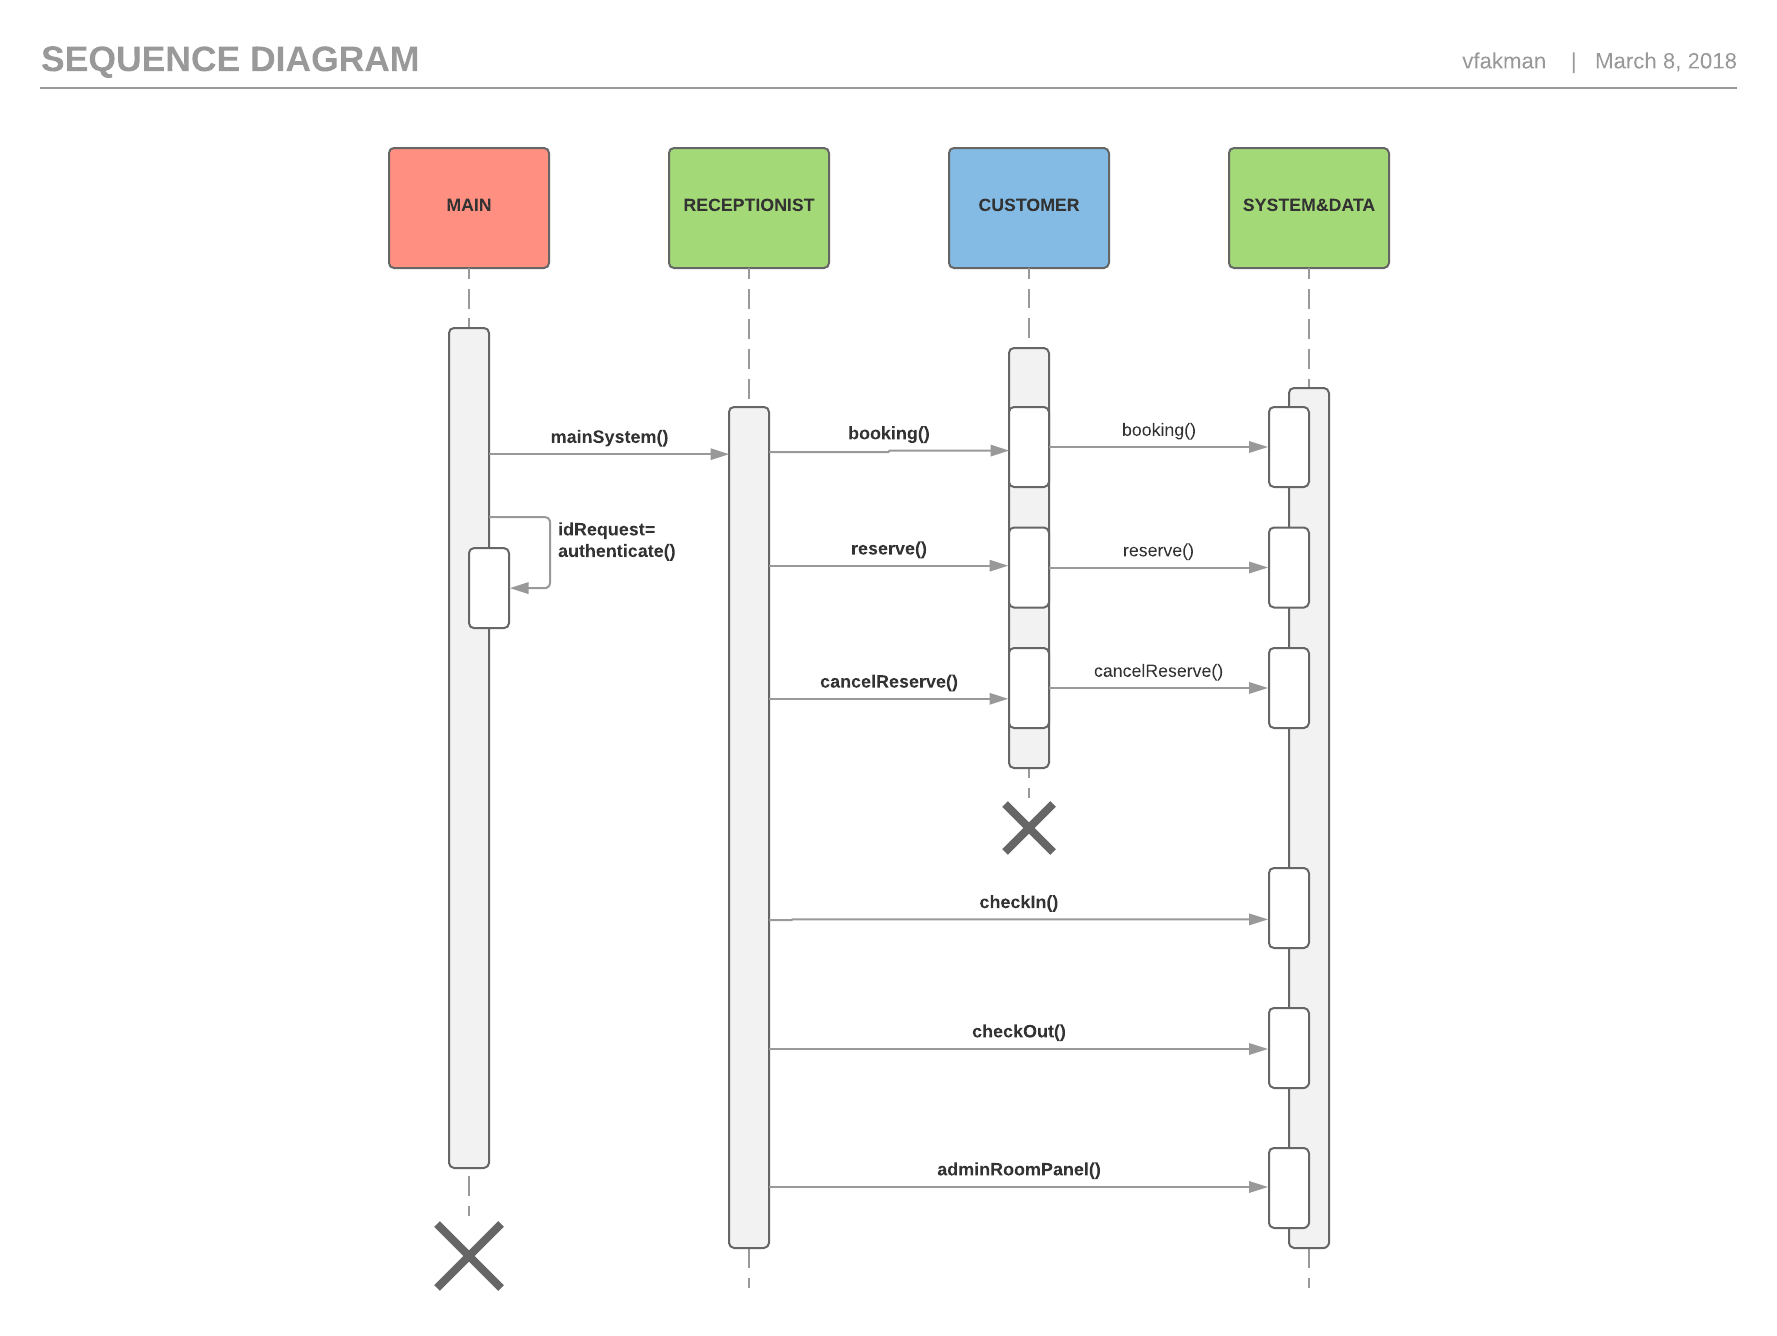 SEQUENCE DIAGRAM
vfakman | March 8, 2018
MAIN
RECEPTIONIST
CUSTOMER
SYSTEM&DATA
mainSystem()
booking()
booking()
idRequest=
authenticate()
reserve()
reserve()
cancelReserve()
cancelReserve()
checkIn()
checkOut()
adminRoomPanel()